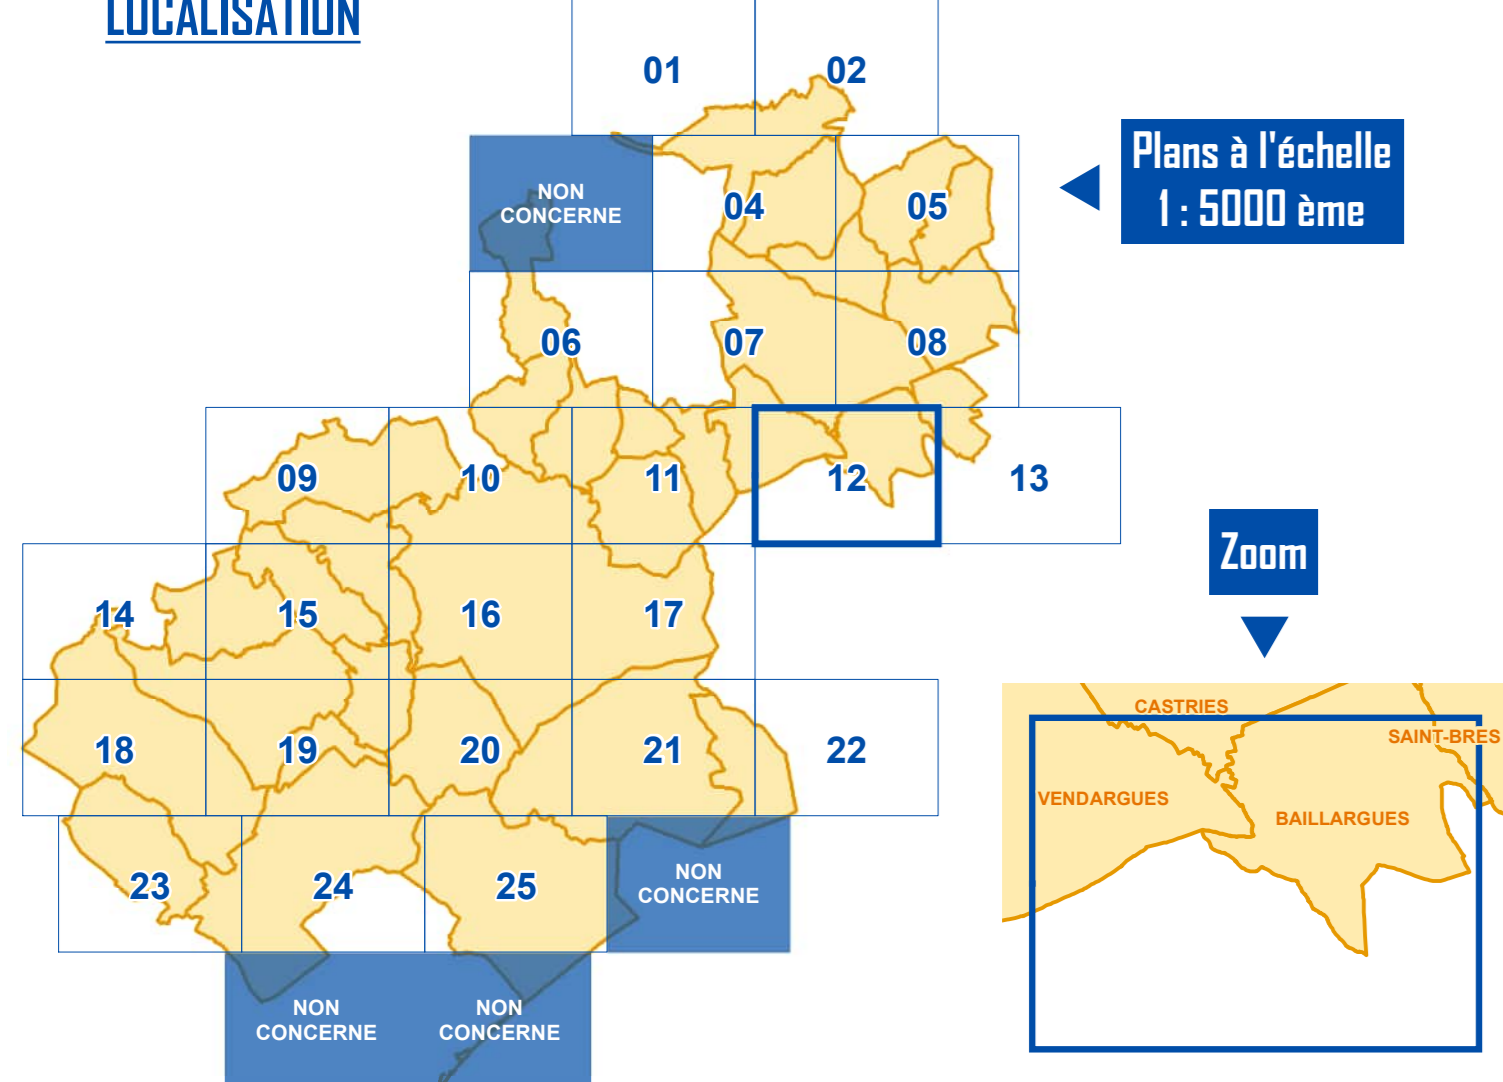 LOCALISATION
01
02
Plans à l'échelle
1 : 5000 ème
NON
CONCERNE
04
05
06
07
08
09
10
11
12
13
Zoom
14
15
16
17
CASTRIES
SAINT-BRES
VENDARGUES
BAILLARGUES
18
19
20
21
22
23
24
25
NON
CONCERNE
NON
CONCERNE
NON
CONCERNE